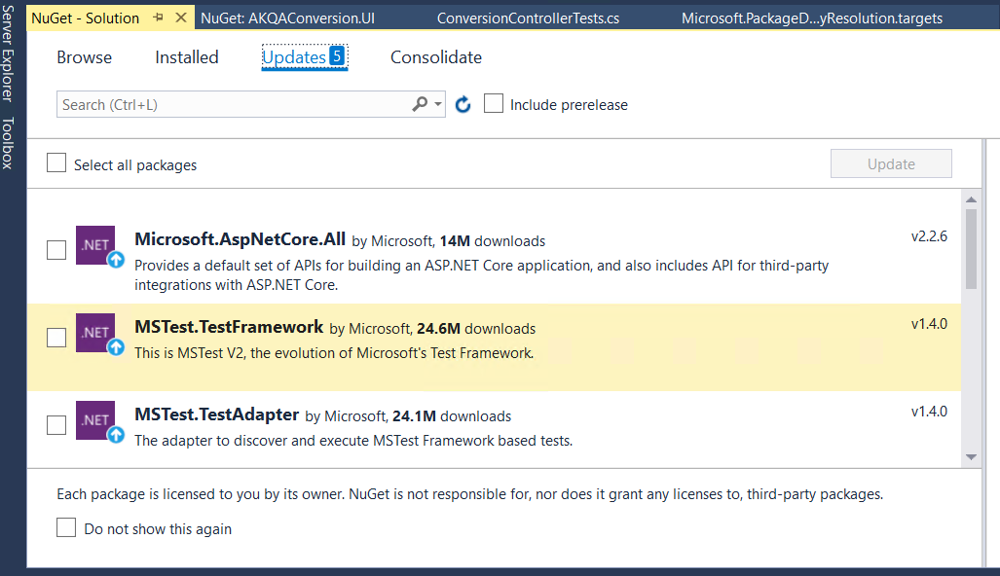 Server Explorer
Toolbox
NuGet - Solution
NuGet: AKQAConversion.UI
ConversionControllerTests.cs
Microsoft.PackageD...yResolution.targets
Browse
Installed
Updates 5
Consolidate
Search (Ctrl+L)
Include prerelease
Select all packages
Update
.NET
Microsoft.AspNetCore.All by Microsoft, 14M downloads
v2.2.6
Provides a default set of APIs for building an ASP.NET Core application, and also includes API for third-party
integrations with ASP.NET Core.
.NET
MSTest.TestFramework by Microsoft, 24.6M downloads
v1.4.0
This is MSTest V2, the evolution of Microsoft's Test Framework.
.NET
MSTest.TestAdapter by Microsoft, 24.1M downloads
v1.4.0
The adapter to discover and execute MSTest Framework based tests.
Each package is licensed to you by its owner. NuGet is not responsible for, nor does it grant any licenses to, third-party packages.
Do not show this again